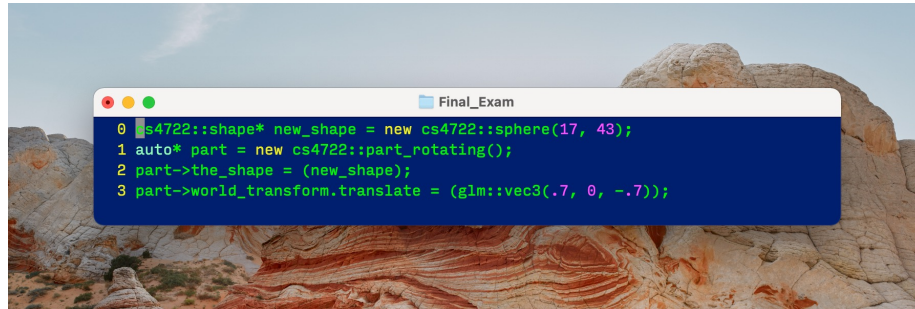 Final_Exam
0 s4722::shape* new_shape = new cs4722::sphere(17, 43);
1 auto* part = new cs4722::part_rotating();
2 part->the_shape = (new_shape);
3 part->world_transform.translate = (glm::vec3(.7, 0, -.7));